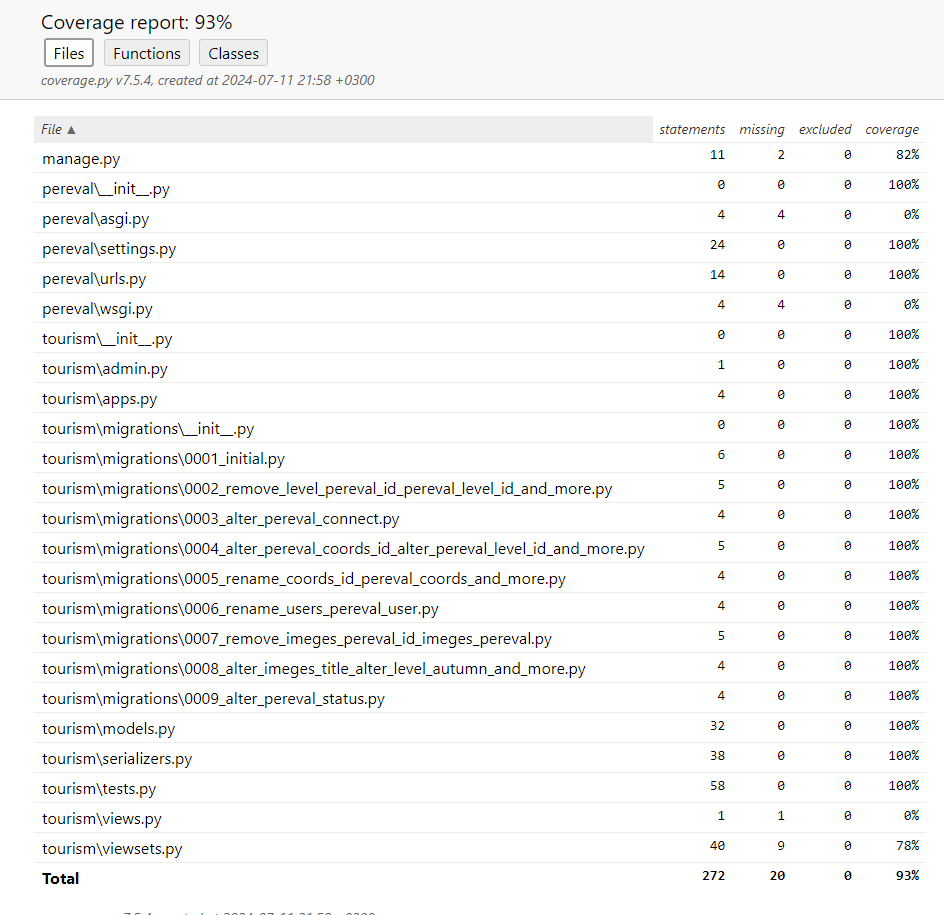 Coverage report: 93%
Files Functions Classes
coverage.py v7.5.4, created at 2024-07-11 21:58 +0300
File ▲ statements missing excluded coverage
manage.py 11 2 0 82%
pereval\__init__.py 0 0 0 100%
pereval\asgi.py 4 4 0 0%
pereval\settings.py 24 0 0 100%
pereval\urls.py 14 0 0 100%
pereval\wsgi.py 4 4 0 0%
tourism\__init__.py 0 0 0 100%
tourism\admin.py 1 0 0 100%
tourism\apps.py 4 0 0 100%
tourism\migrations\__init__.py 0 0 0 100%
tourism\migrations\0001_initial.py 6 0 0 100%
tourism\migrations\0002_remove_level_pereval_id_pereval_level_id_and_more.py 5 0 0 100%
tourism\migrations\0003_alter_pereval_connect.py 4 0 0 100%
tourism\migrations\0004_alter_pereval_coords_id_alter_pereval_level_id_and_more.py 5 0 0 100%
tourism\migrations\0005_rename_coords_id_pereval_coords_and_more.py 4 0 0 100%
tourism\migrations\0006_rename_users_pereval_user.py 4 0 0 100%
tourism\migrations\0007_remove_imeges_pereval_id_imeges_pereval.py 5 0 0 100%
tourism\migrations\0008_alter_imeges_title_alter_level_autumn_and_more.py 4 0 0 100%
tourism\migrations\0009_alter_pereval_status.py 4 0 0 100%
tourism\models.py 32 0 0 100%
tourism\serializers.py 38 0 0 100%
tourism\tests.py 58 0 0 100%
tourism\views.py 1 1 0 0%
tourism\viewsets.py 40 9 0 78%
Total 272 20 0 93%